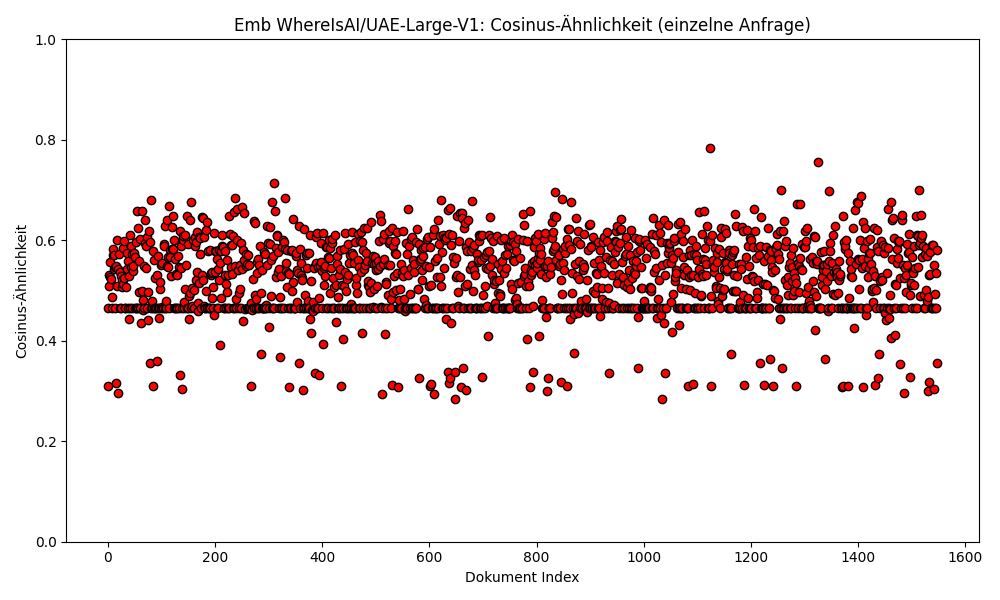 Emb WhereIsAI/UAE-Large-V1: Cosinus-Ähnlichkeit (einzelne Anfrage)
1.0
0.8
0.6
0.4
0.2
0.0
Cosinus-Ähnlichkeit
0 200 400 600 800 1000 1200 1400 1600
Dokument Index